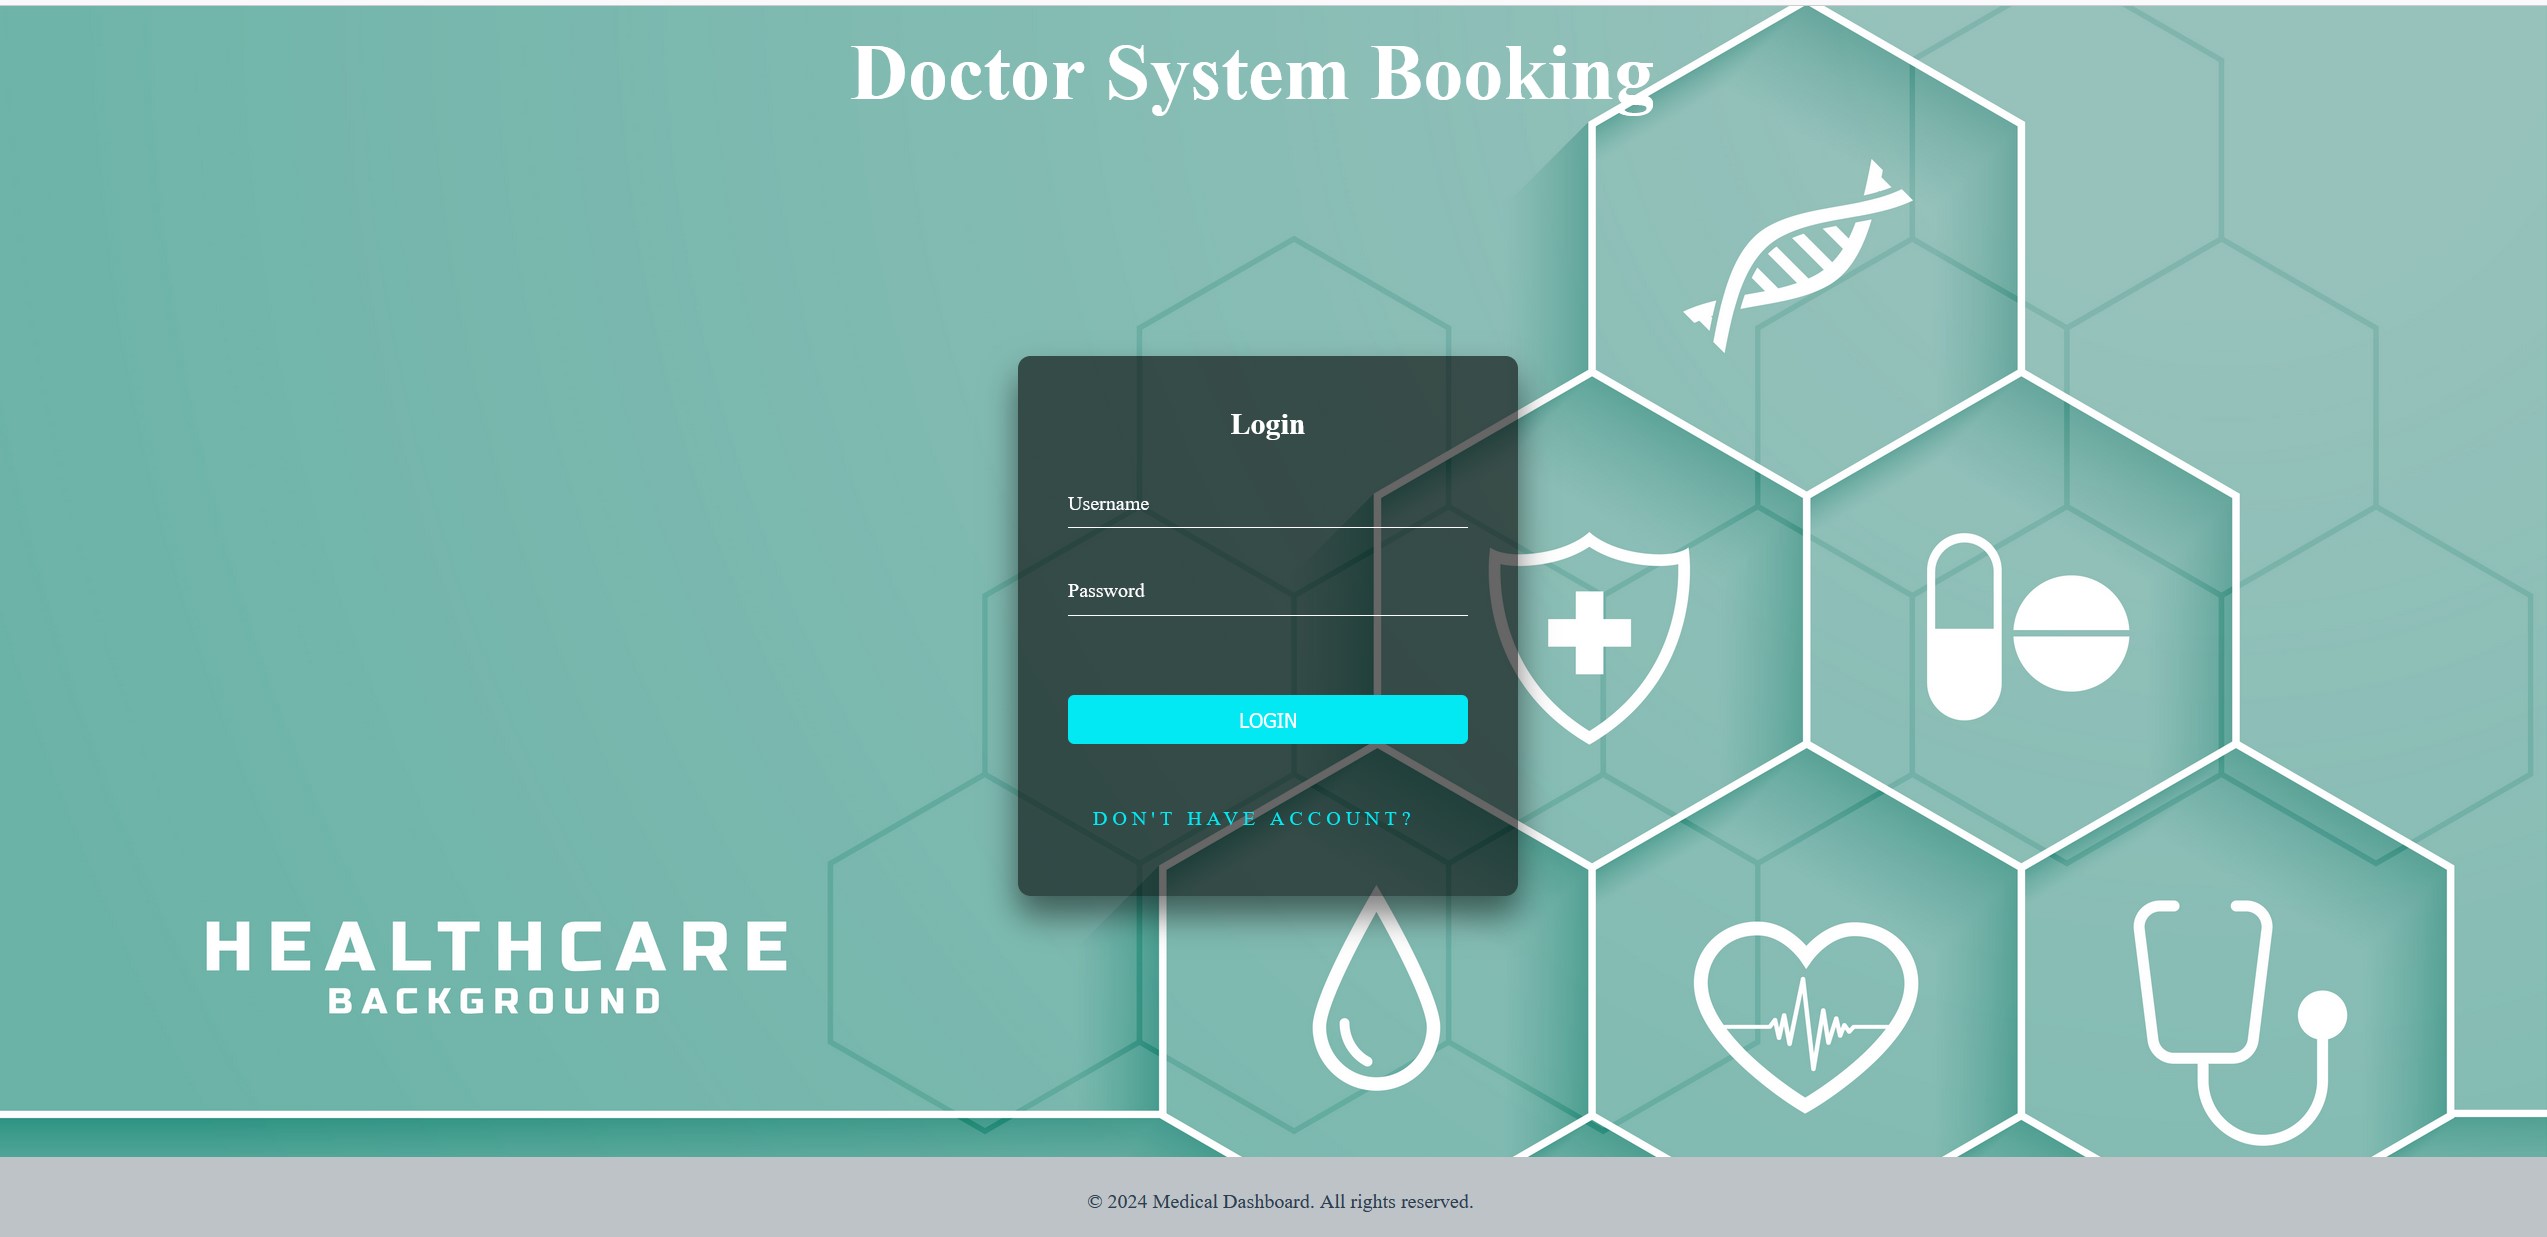 Doctor System Booking
Login
Username
Password
LOGIN
DON'T HAVE ACCOUNT?
HEALTHCARE
BACKGROUND
© 2024 Medical Dashboard. All rights reserved.